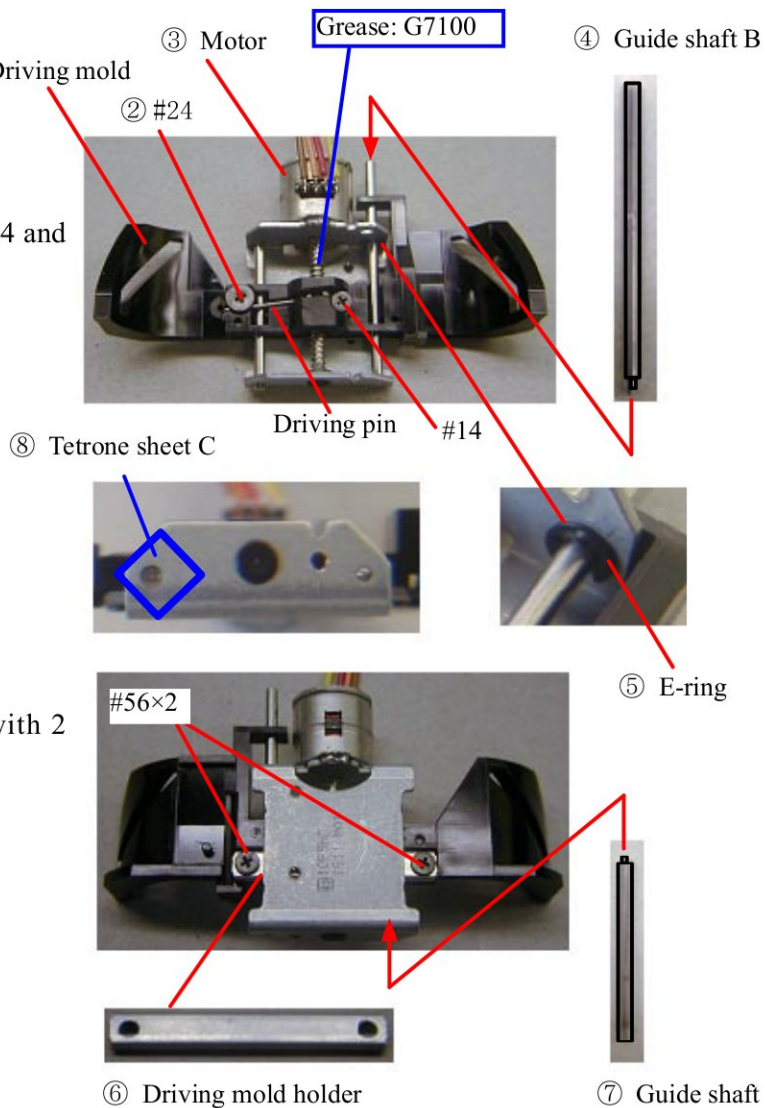 ③ Motor
Grease: G7100
④ Guide shaft B
Driving mold
② #24
4 and
Driving pin
#14
⑧ Tetrone sheet C
⑤ E-ring
#56×2
with 2
⑥ Driving mold holder
⑦ Guide shaft